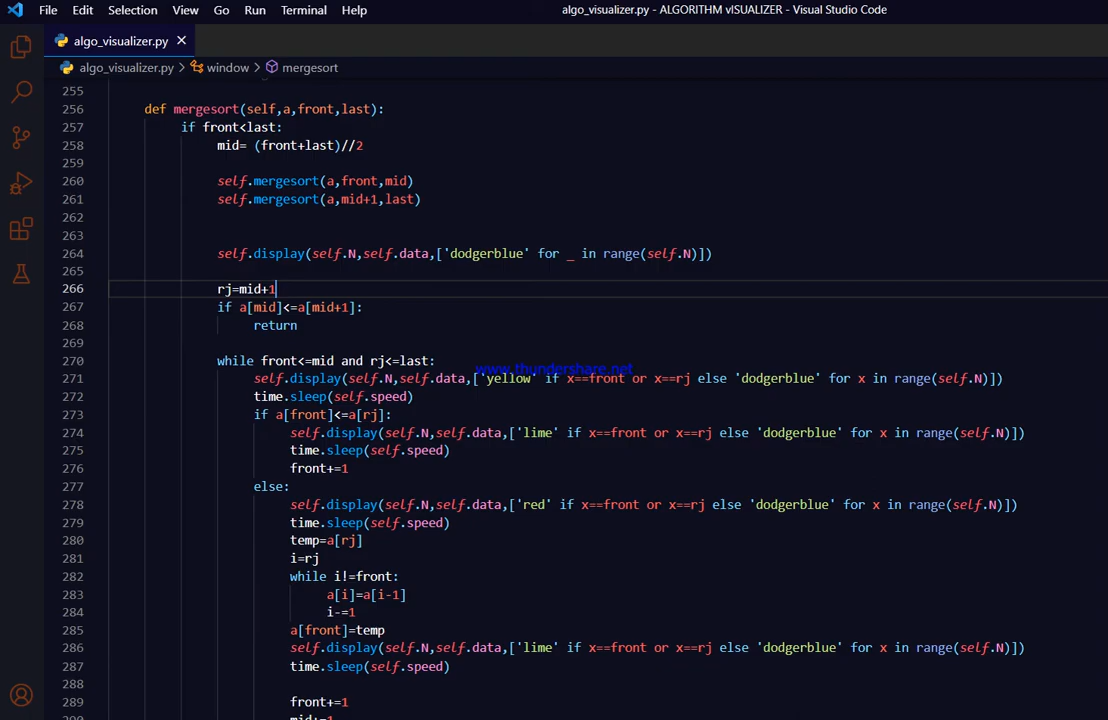 File Edit Selection View Go Run Terminal Help algo_visualizer.py - ALGORITHM vISUALIZER - Visual Studio Code
algo_visualizer.py
algo_visualizer.py > window > mergesort
255
256 def mergesort(self,a,front,last):
257 if front<last:
258 mid= (front+last)//2
259
260 self.mergesort(a,front,mid)
261 self.mergesort(a,mid+1,last)
262
263
264 self.display(self.N,self.data,['dodgerblue' for _ in range(self.N)])
265
266 rj=mid+1
267 if a[mid]<=a[mid+1]:
268 return
269
270 while front<=mid and rj<=last:
www.thundershare.net
271 self.display(self.N,self.data,['yellow' if x==front or x==rj else 'dodgerblue' for x in range(self.N)])
272 time.sleep(self.speed)
273 if a[front]<=a[rj]:
274 self.display(self.N,self.data,['lime' if x==front or x==rj else 'dodgerblue' for x in range(self.N)])
275 time.sleep(self.speed)
276 front+=1
277 else:
278 self.display(self.N,self.data,['red' if x==front or x==rj else 'dodgerblue' for x in range(self.N)])
279 time.sleep(self.speed)
280 temp=a[rj]
281 i=rj
282 while i!=front:
283 a[i]=a[i-1]
284 i-=1
285 a[front]=temp
286 self.display(self.N,self.data,['lime' if x==front or x==rj else 'dodgerblue' for x in range(self.N)])
287 time.sleep(self.speed)
288
289 front+=1
290 mid+=1